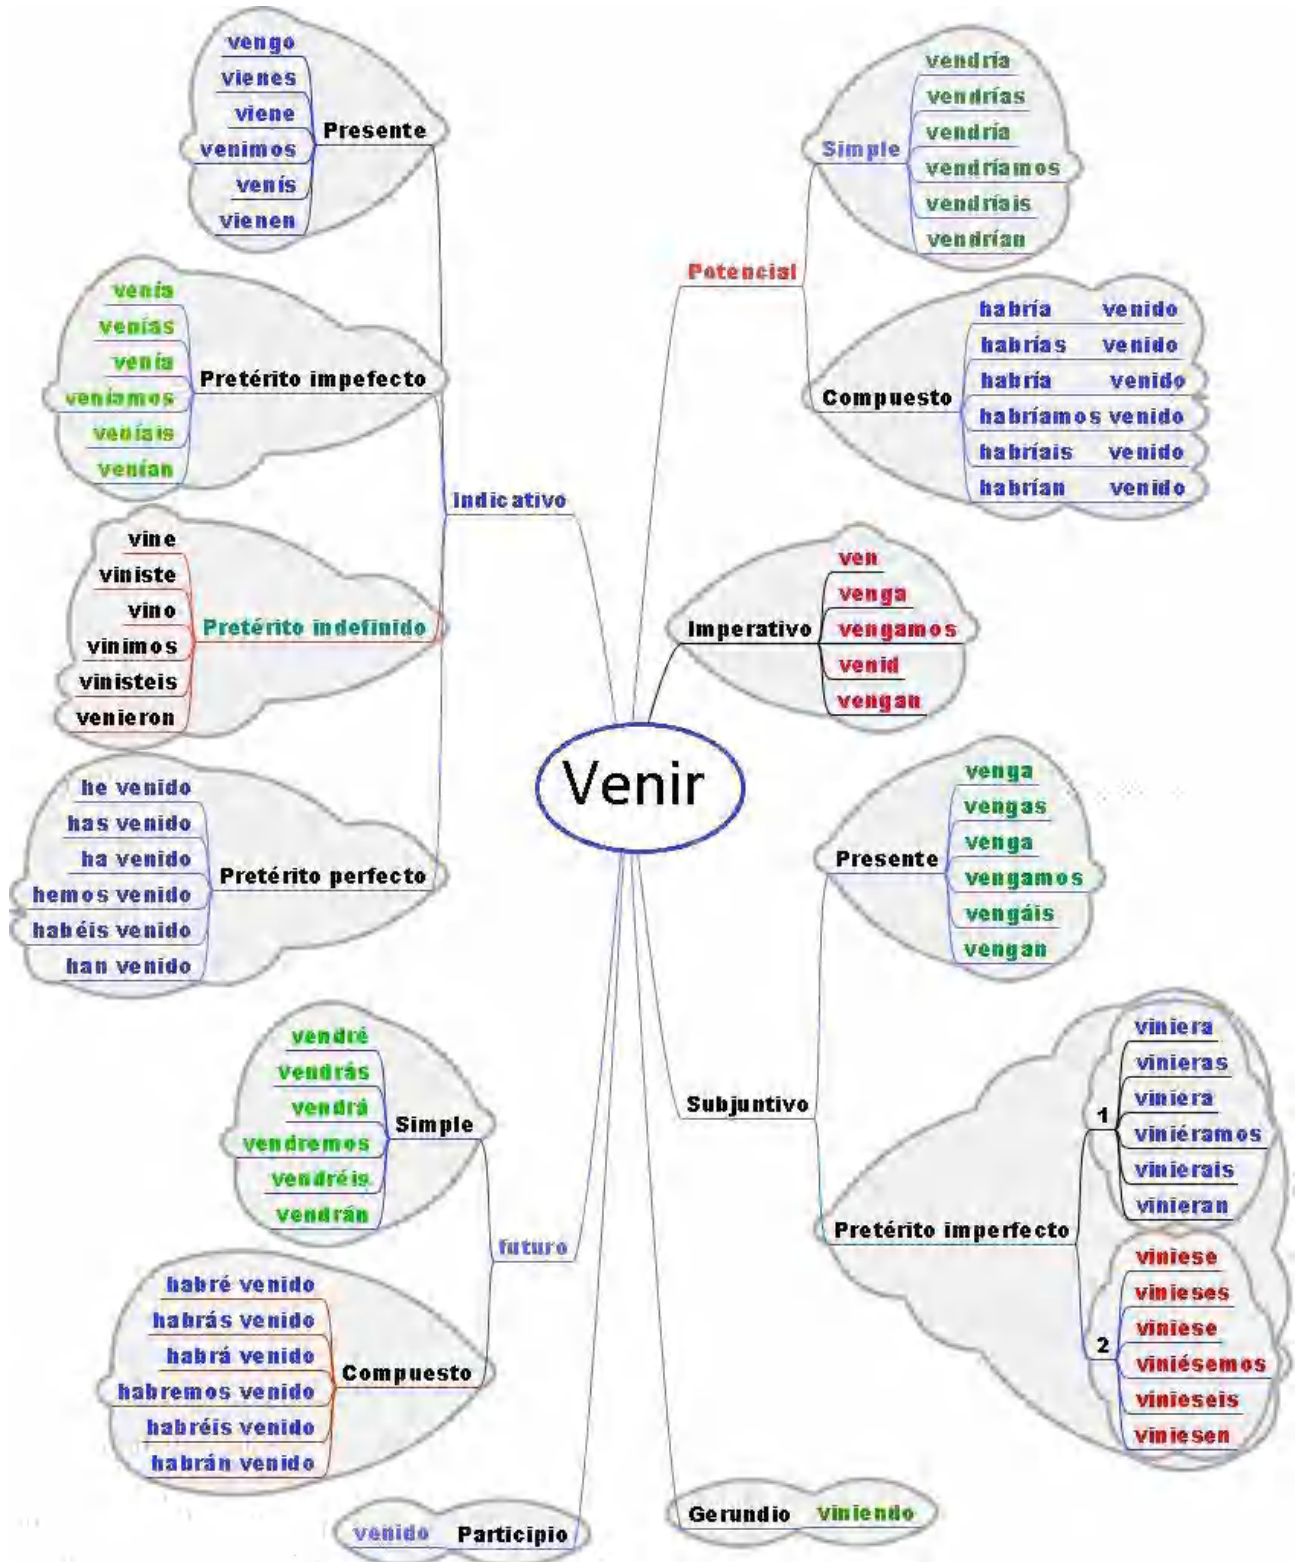 Venir
Indicativo
Presente
vengo
vienes
viene
venimos
venís
vienen
Pretérito impefecto
venía
venías
venía
veníamos
veníais
venían
Pretérito indefinido
vine
viniste
vino
vinimos
vinisteis
venieron
Pretérito perfecto
he venido
has venido
ha venido
hemos venido
habéis venido
han venido
futuro
Simple
vendré
vendrás
vendrá
vendremos
vendréis
vendrán
Compuesto
habré venido
habrás venido
habrá venido
habremos venido
habréis venido
habrán venido
Participio
venido
Potencial
Simple
vendría
vendrías
vendría
vendríamos
vendríais
vendrían
Compuesto
habría venido
habrías venido
habría venido
habríamos venido
habríais venido
habrían venido
Imperativo
ven
venga
vengamos
venid
vengan
Subjuntivo
Presente
venga
vengas
venga
vengamos
vengáis
vengan
Pretérito imperfecto
1
viniera
vinieras
viniera
viniéramos
vinierais
vinieran
2
viniese
vinieses
viniese
viniésemos
vinieseis
viniesen
Gerundio
viniendo